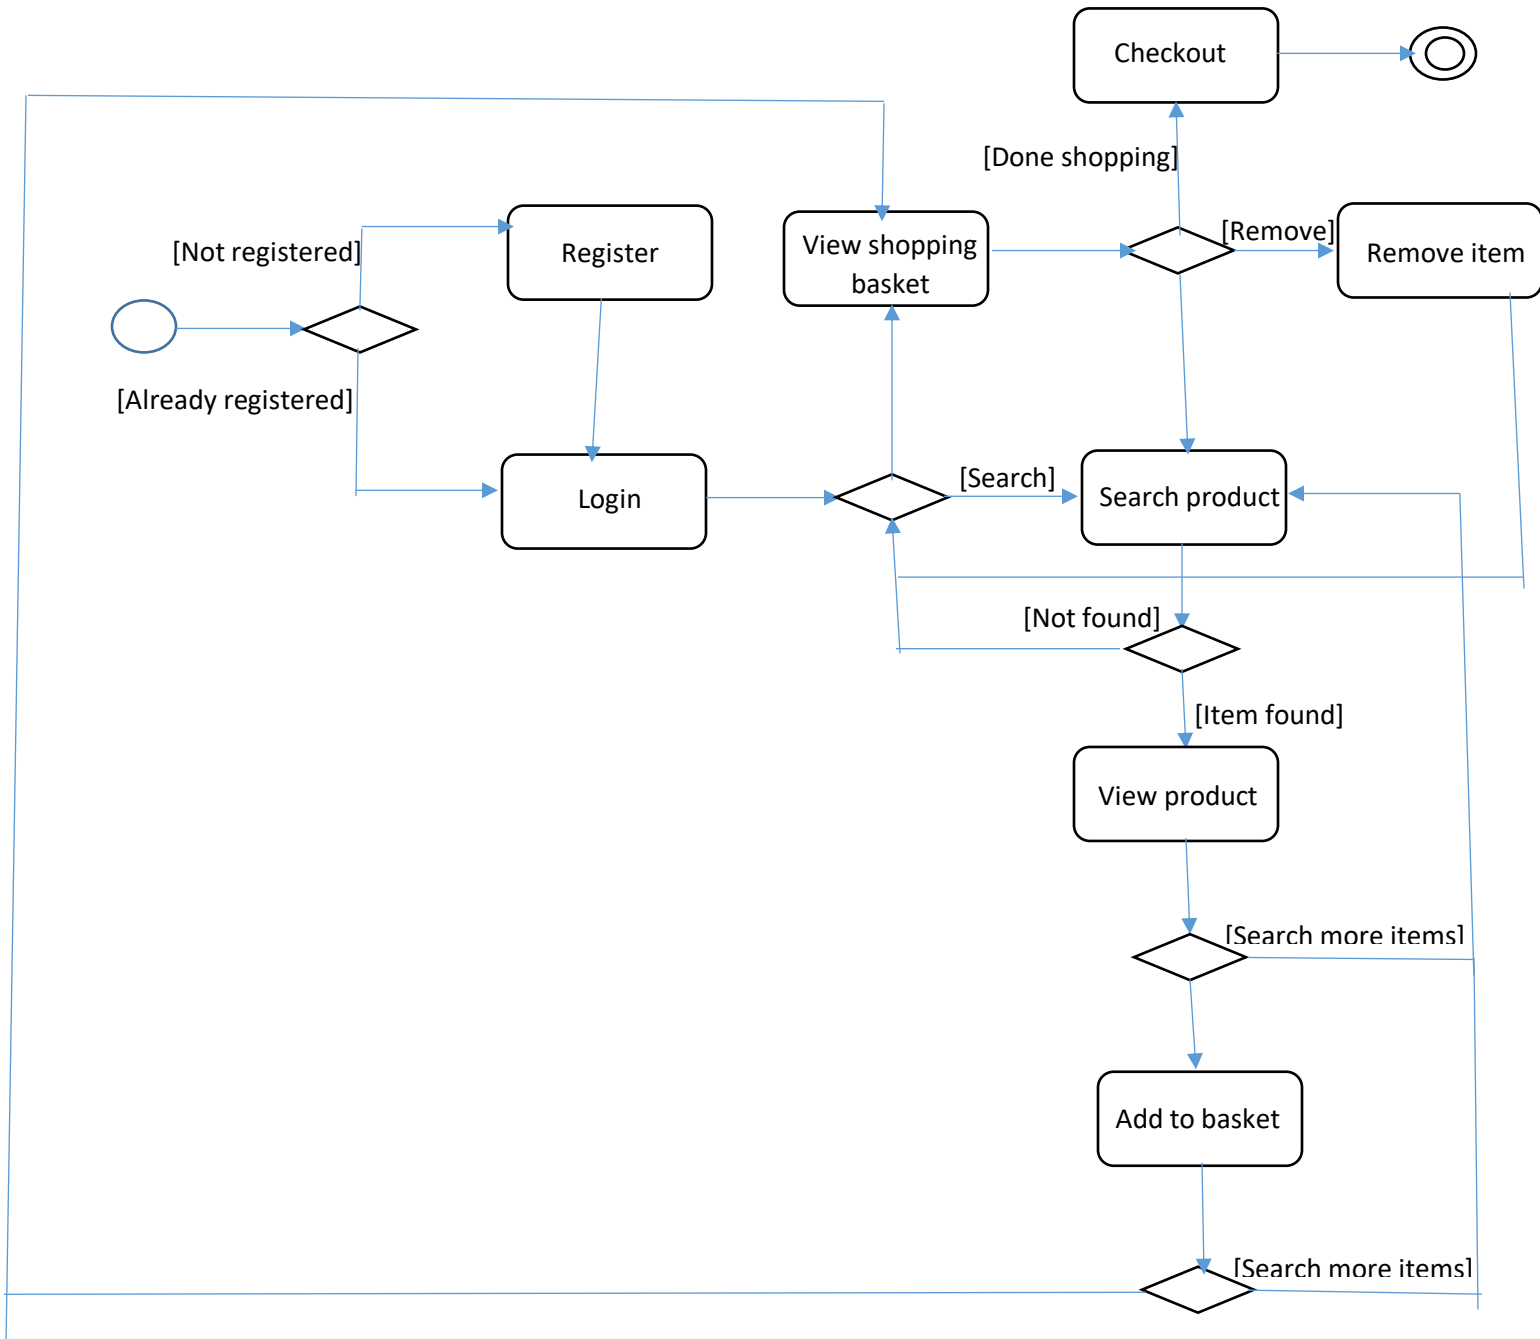 Checkout
[Done shopping]
[Not registered]
Register
View shopping
basket
[Remove]
Remove item
[Already registered]
Login
[Search]
Search product
[Not found]
[Item found]
View product
[Search more items]
Add to basket
[Search more items]